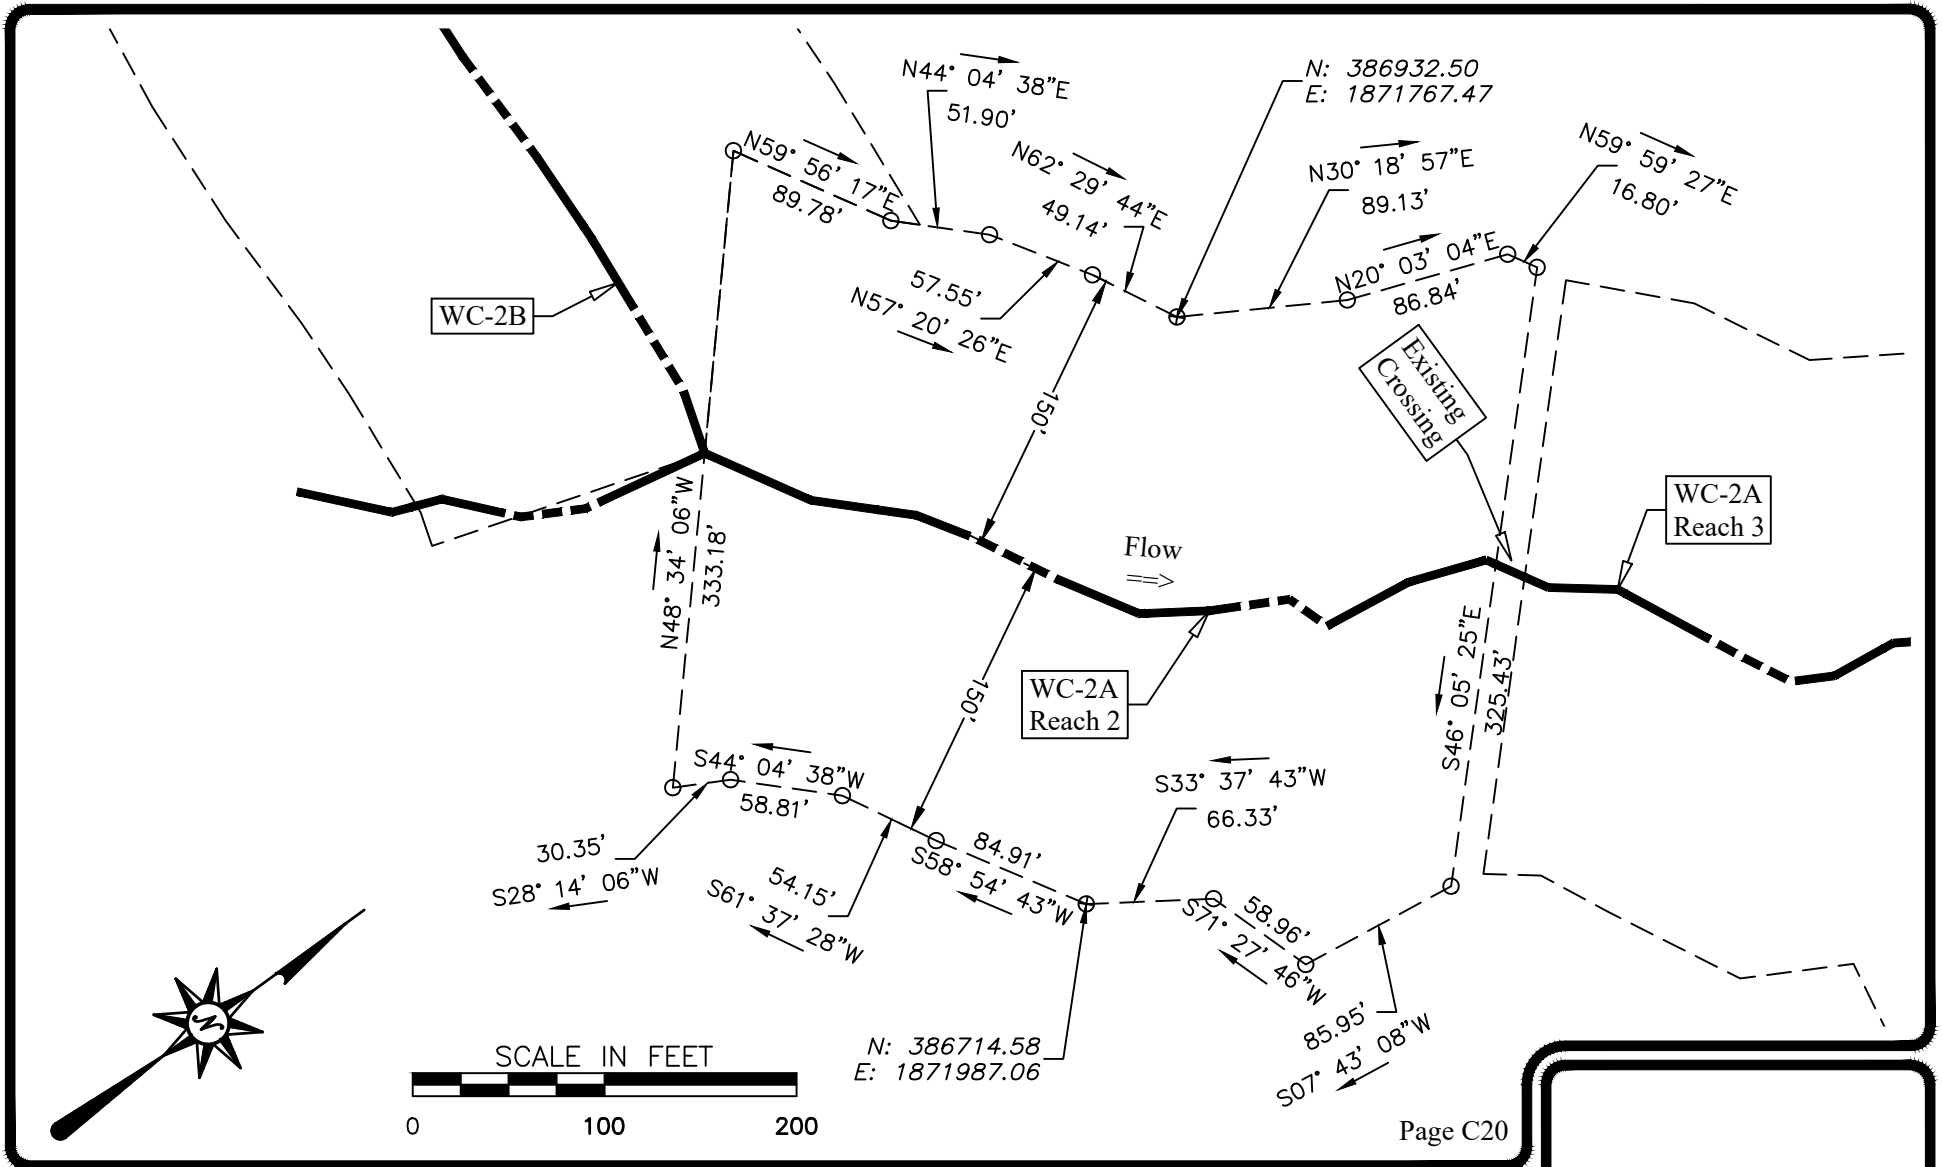 N44° 04' 38"E
51.90'
N: 386932.50
E: 1871767.47
N59° 56' 17"E
89.78'
N62° 29' 44"E
49.14'
N30° 18' 57"E
89.13'
N59° 59' 27"E
16.80'
57.55'
N57° 20' 26"E
N20° 03' 04"E
86.84'
WC-2B
Existing
Crossing
150'
WC-2A
Reach 3
N48° 34' 06"W
333.18'
Flow
==>
S46° 05' 25"E
325.43'
150'
WC-2A
Reach 2
S44° 04' 38"W
58.81'
S33° 37' 43"W
66.33'
30.35'
S28° 14' 06"W
54.15'
S61° 37' 28"W
84.91'
S58° 54' 43"W
58.96'
S71° 27' 46"W
85.95'
S07° 43' 08"W
N
N: 386714.58
E: 1871987.06
SCALE IN FEET
0 100 200
Page C20